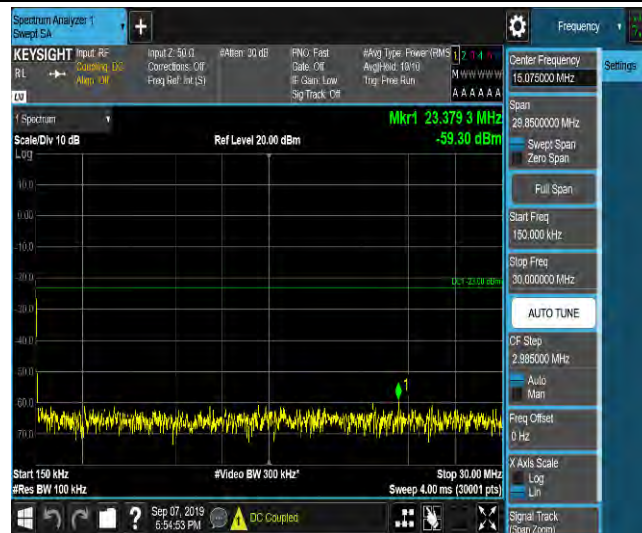 Spectrum Analyzer 1
Swept SA
Frequency
KEYSIGHT
Input: RF
Coupling: DC
Align: Off
Input Z: 50 Ω
Corrections: Off
Freq Ref: Int (S)
#Atten: 30 dB
PNO: Fast
Gate: Off
IF Gain: Low
Sig Track: Off
#Avg Type: Power (RMS
Avg|Hold: 10/10
Trig: Free Run
1 2 3 4
M W W W W W
A A A A A A
RL
LXI
Settings
1 Spectrum
Scale/Div 10 dB
Log
Ref Level 20.00 dBm
Mkr1 23.379 3 MHz
-59.30 dBm
10.0
0.00
-10.0
-20.0
-30.0
-40.0
-50.0
-60.0
-70.0
DL1 -23.00 dBm
1
Start 150 kHz
#Res BW 100 kHz
#Video BW 300 kHz*
Stop 30.00 MHz
Sweep 4.00 ms (30001 pts)
Center Frequency
15.075000 MHz
Span
29.8500000 MHz
Swept Span
Zero Span
Full Span
Start Freq
150.000 kHz
Stop Freq
30.000000 MHz
AUTO TUNE
CF Step
2.985000 MHz
Auto
Man
Freq Offset
0 Hz
X Axis Scale
Log
Lin
Signal Track
(Span Zoom)
?
Sep 07, 2019
5:54:53 PM
DC Coupled